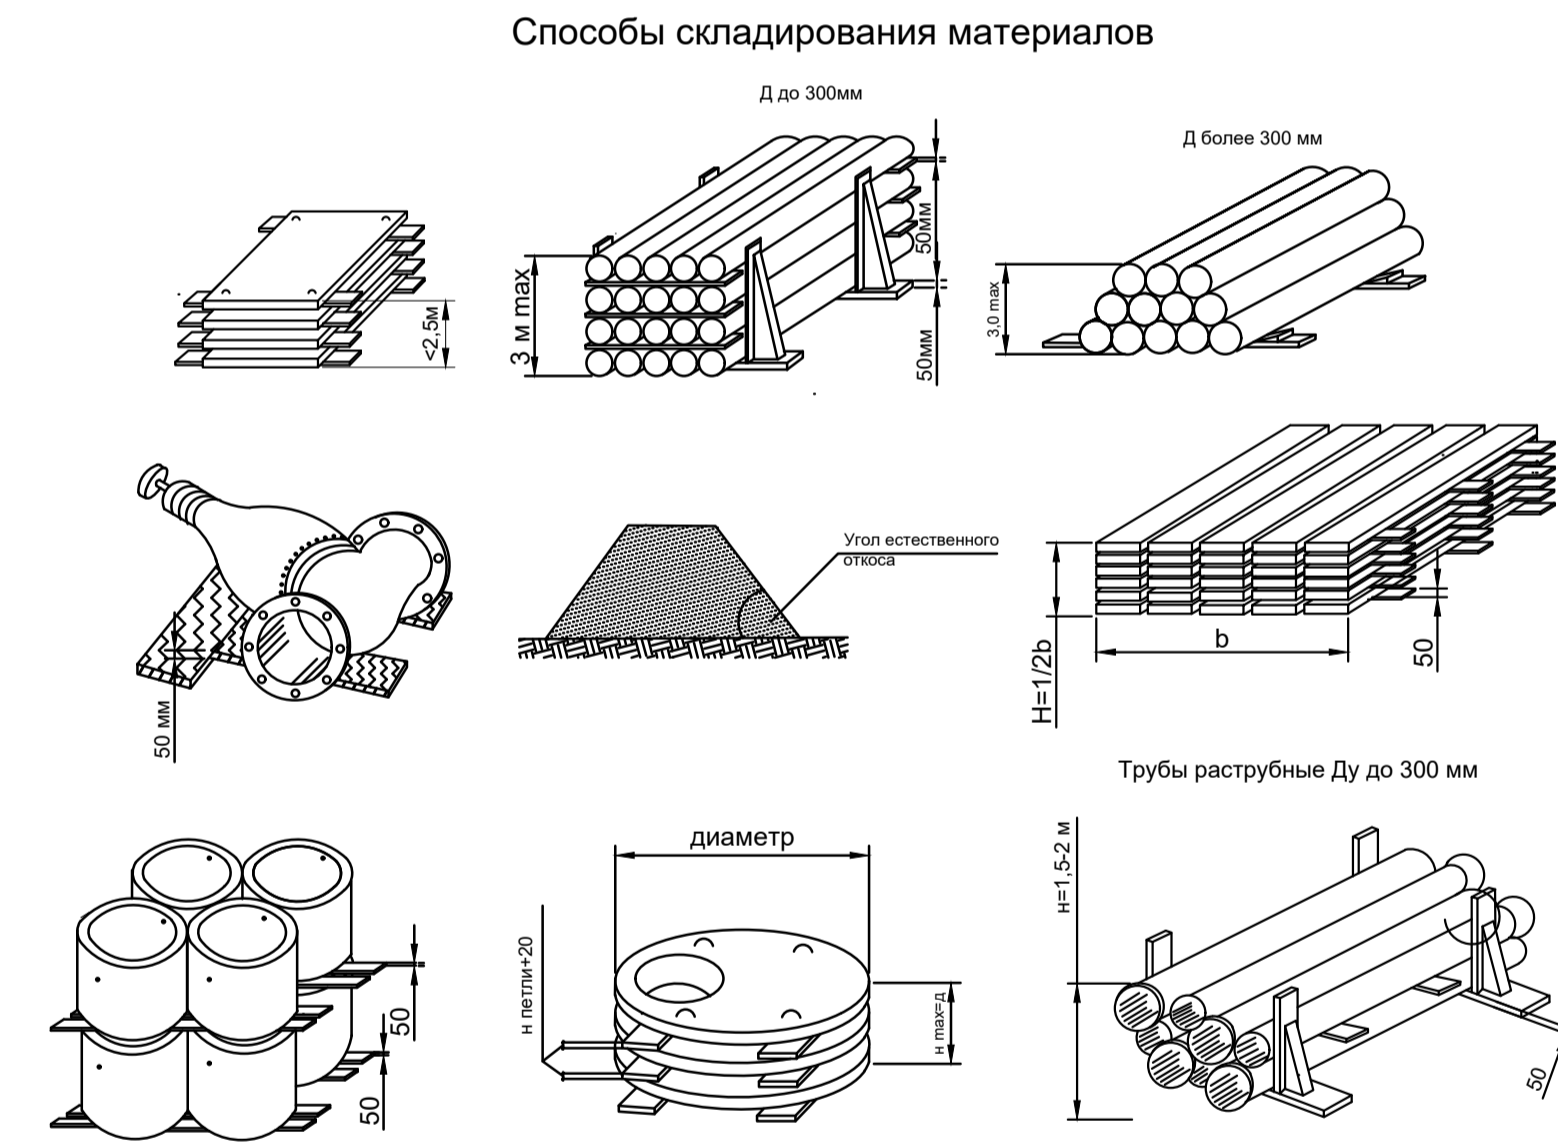 Способы складирования материалов
Д до 300мм
Д более 300 мм
<2,5м
3 м max
50мм
50мм
3,0 max
50 мм
Угол естественного
откоса
H=1/2b
b
50
Трубы раструбные Ду до 300 мм
50
50
диаметр
н петли+20
н max=д
н=1,5-2 м
50